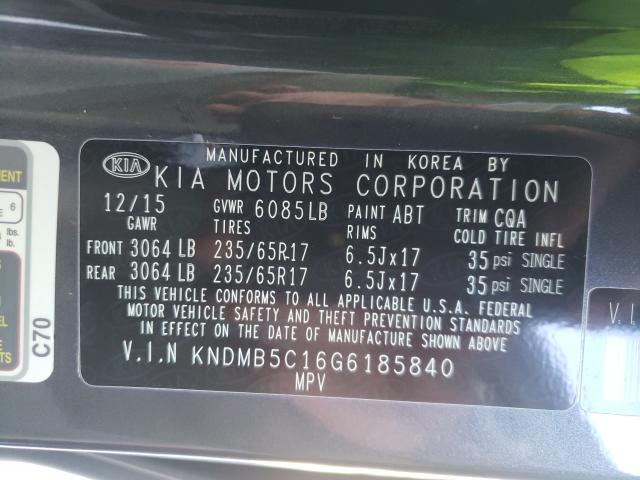 MANUFACTURED IN KOREA BY
KIA KIA MOTORS CORPORATION
12/15 GVWR 6085LB PAINT ABT TRIM CQA
GAWR TIRES RIMS COLD TIRE INFL
FRONT 3064 LB 235/65R17 6.5Jx17 35 psi SINGLE
REAR 3064 LB 235/65R17 6.5Jx17 35 psi SINGLE
THIS VEHICLE CONFORMS TO ALL APPLICABLE U.S.A. FEDERAL
MOTOR VEHICLE SAFETY AND THEFT PREVENTION STANDARDS
IN EFFECT ON THE DATE OF MANUFACTURE SHOWN ABOVE
V.I.N KNDMB5C16G6185840
MPV
C70
6
lbs.